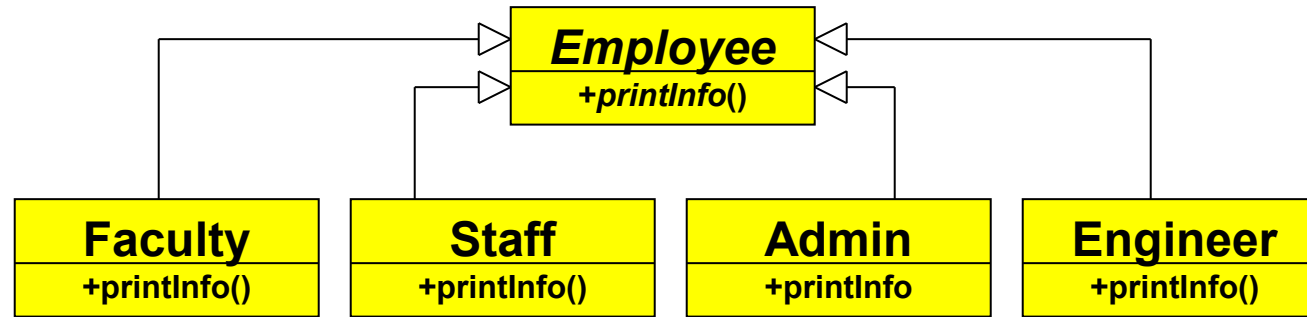 Employee
+printInfo()
Faculty
+printInfo()
Staff
+printInfo()
Admin
+printInfo
Engineer
+printInfo()